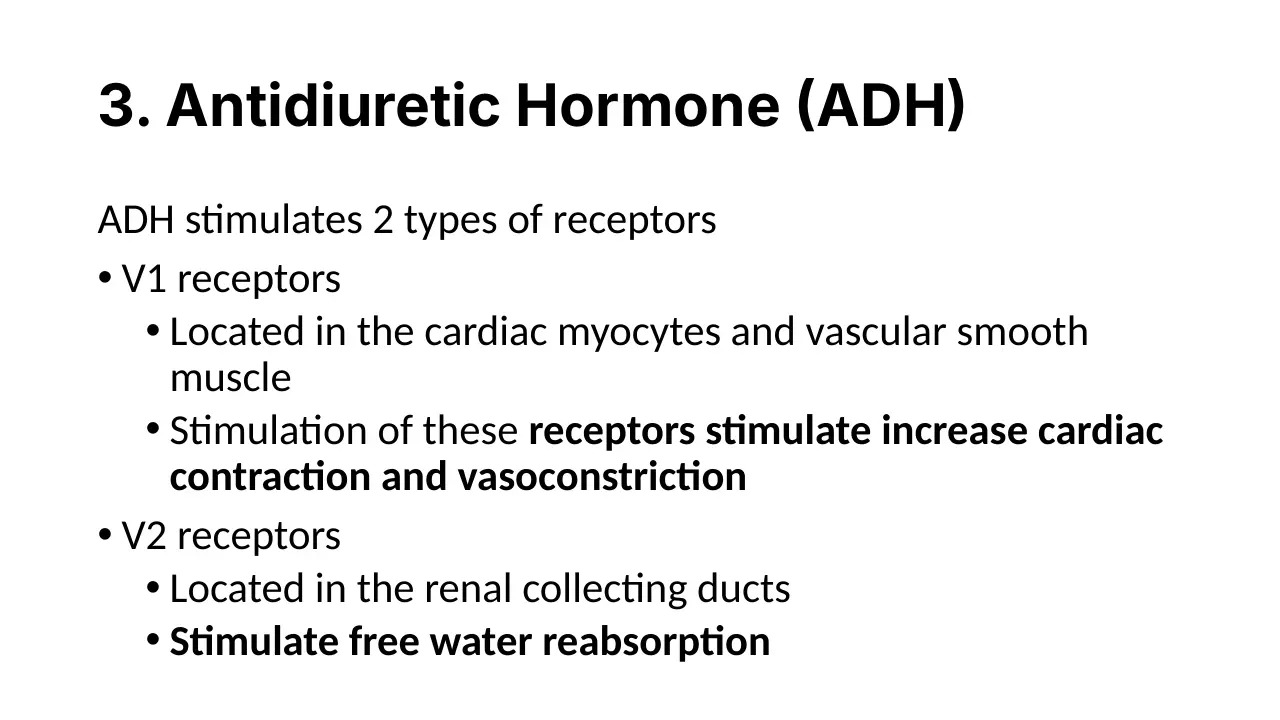 3. Antidiuretic Hormone (ADH)
ADH stimulates 2 types of receptors
• V1 receptors
• Located in the cardiac myocytes and vascular smooth
muscle
• Stimulation of these receptors stimulate increase cardiac
contraction and vasoconstriction
• V2 receptors
• Located in the renal collecting ducts
• Stimulate free water reabsorption